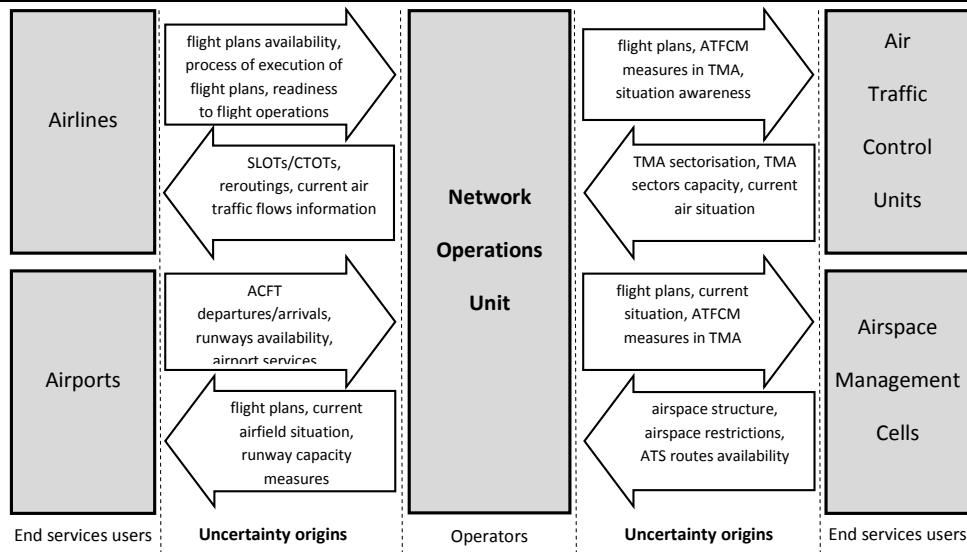 Airlines
flight plans availability,
process of execution of
flight plans, readiness
to flight operations
SLOTs/CTOTs,
reroutings, current air
traffic flows information
Airports
ACFT
departures/arrivals,
runways availability,
airport services
flight plans, current
airfield situation,
runway capacity
measures
Network
Operations
Unit
flight plans, ATFCM
measures in TMA,
situation awareness
TMA sectorisation, TMA
sectors capacity, current
air situation
Air
Traffic
Control
Units
flight plans, current
situation, ATFCM
measures in TMA
airspace structure,
airspace restrictions,
ATS routes availability
Airspace
Management
Cells
End services users
Uncertainty origins
Operators
Uncertainty origins
End services users